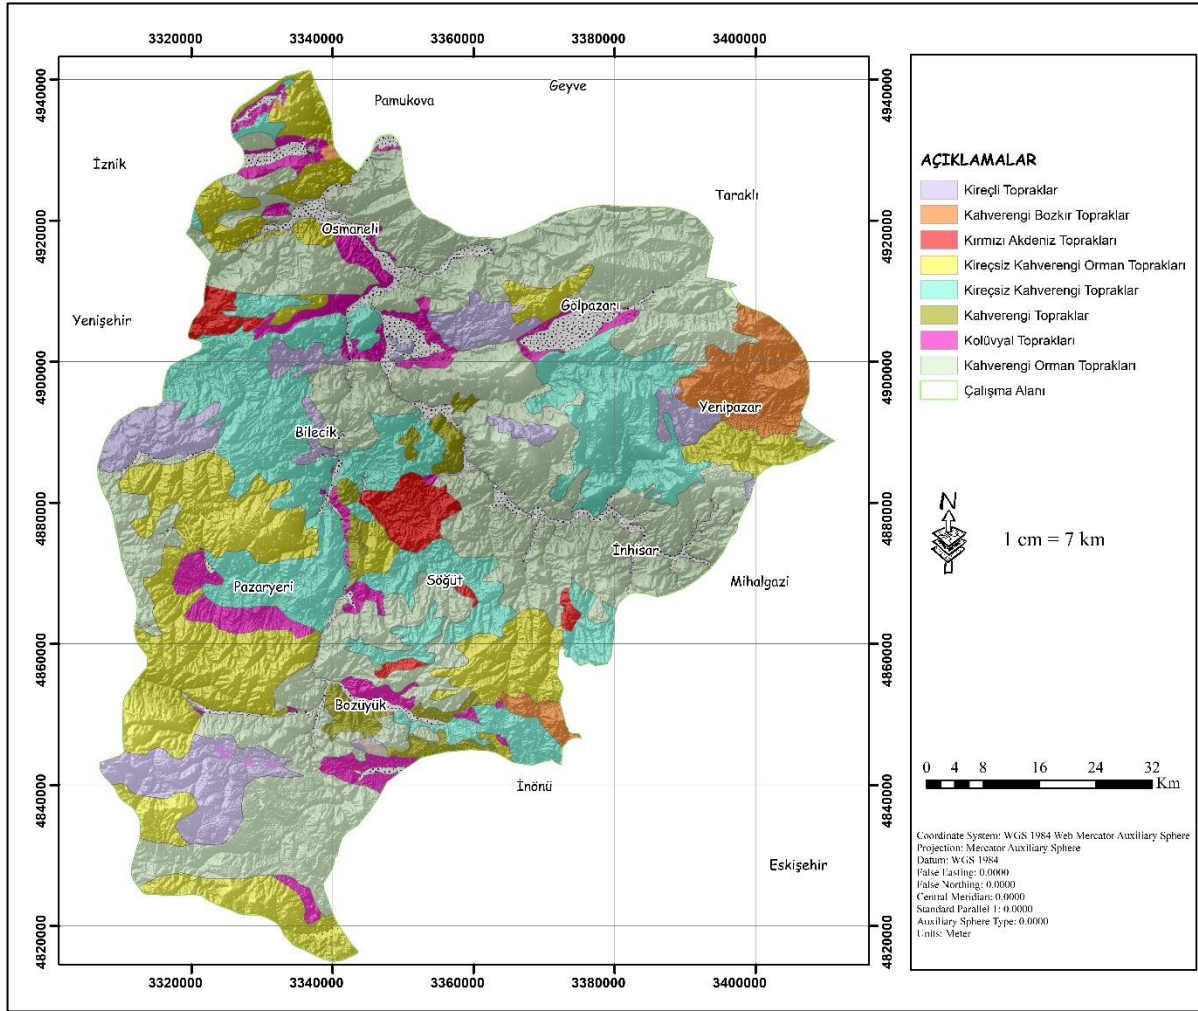 3320000 3340000 3360000 3380000 3400000
4940000 4940000
Geyve
Pamukova
İznik
Taraklı
4920000 4920000
Osmaneli
Gölpazarı
Yenişehir
4900000 4900000
Yenipazar
Bilecik
4880000 4880000
İnhisar
Söğüt
Mihalgazi
Pazaryeri
4860000 4860000
Bozüyük
İnönü
4840000 4840000
Eskişehir
4820000 4820000
3320000 3340000 3360000 3380000 3400000
AÇIKLAMALAR
Kireçli Topraklar
Kahverengi Bozkır Topraklar
Kırmızı Akdeniz Toprakları
Kireçsiz Kahverengi Orman Toprakları
Kireçsiz Kahverengi Topraklar
Kahverengi Topraklar
Kolüvyal Toprakları
Kahverengi Orman Toprakları
Çalışma Alanı
N
1 cm = 7 km
0 4 8 16 24 32
Km
Coordinate System: WGS 1984 Web Mercator Auxiliary Sphere
Projection: Mercator Auxiliary Sphere
Datum: WGS 1984
False Easting: 0.0000
False Northing: 0.0000
Central Meridian: 0.0000
Standard Parallel 1: 0.0000
Auxiliary Sphere Type: 0.0000
Units: Meter